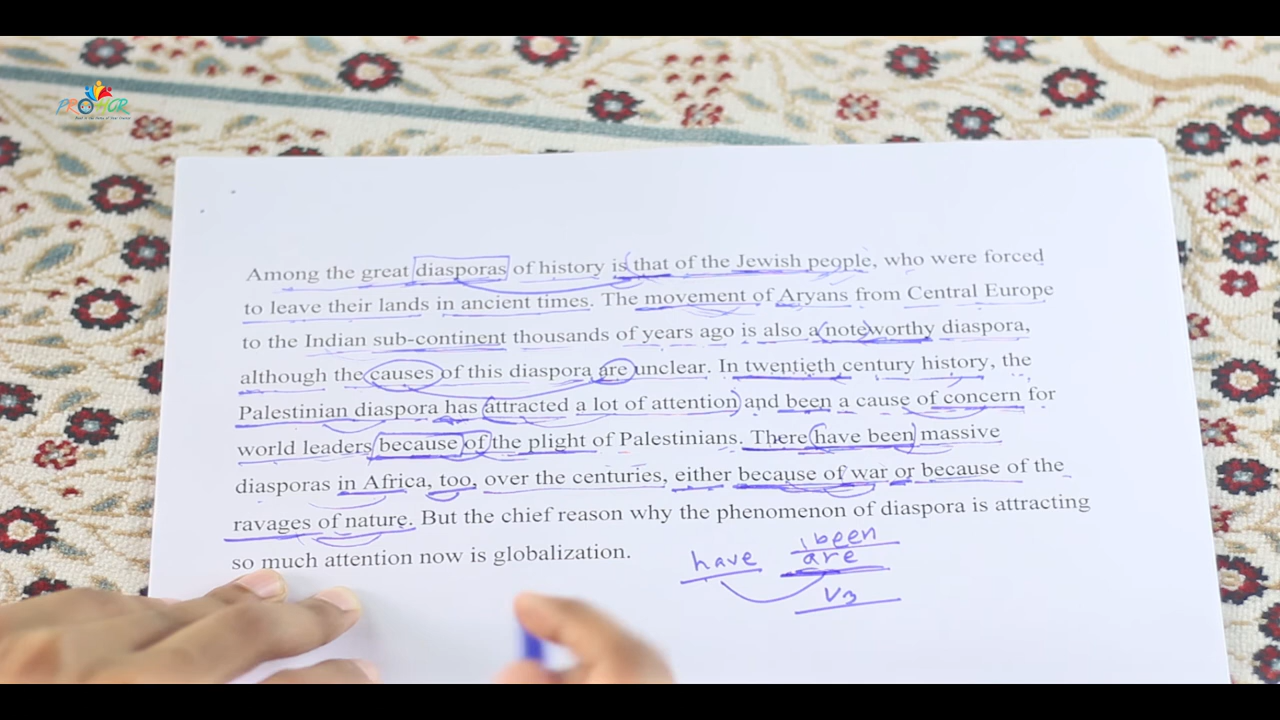 PROMOR
Among the great diasporas of history is that of the Jewish people, who were forced
to leave their lands in ancient times. The movement of Aryans from Central Europe
to the Indian sub-continent thousands of years ago is also a noteworthy diaspora,
although the causes of this diaspora are unclear. In twentieth century history, the
Palestinian diaspora has attracted a lot of attention and been a cause of concern for
world leaders because of the plight of Palestinians. There have been massive
diasporas in Africa, too, over the centuries, either because of war or because of the
ravages of nature. But the chief reason why the phenomenon of diaspora is attracting
so much attention now is globalization.
been
have are
V3